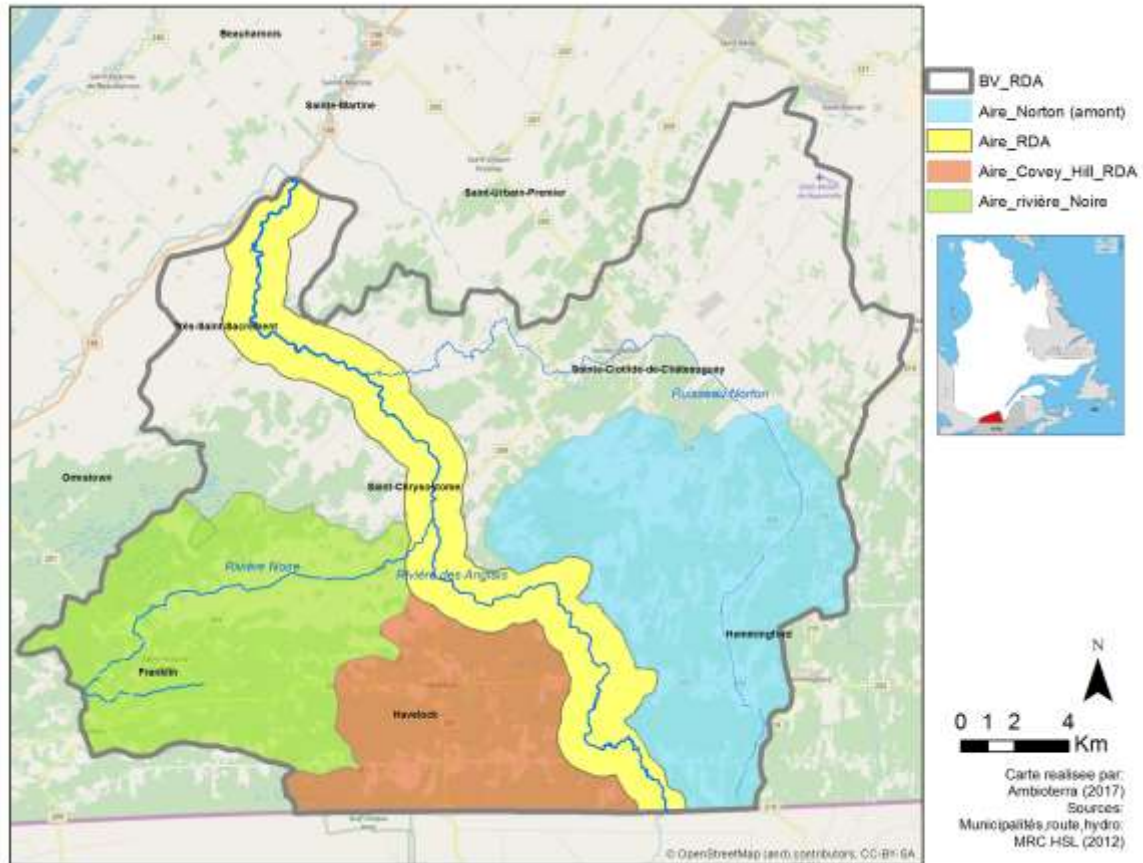 Beauharnois
Sainte-Martine
Saint-Urbain-Premier
Très-Saint-Sacrement
Sainte-Clotilde-de-Châteauguay
Ruisseau Norton
Ormstown
Saint-Chrysostome
Rivière Noire
Rivière des Anglais
Hemmingford
Franklin
Havelock
© OpenStreetMap (and) contributors, CC-BY-SA
BV_RDA
Aire_Norton (amont)
Aire_RDA
Aire_Covey_Hill_RDA
Aire_rivière_Noire
N
0 1 2 4
Km
Carte realisee par:
Ambioterra (2017)
Sources:
Municipalités,route,hydro:
MRC HSL (2012)